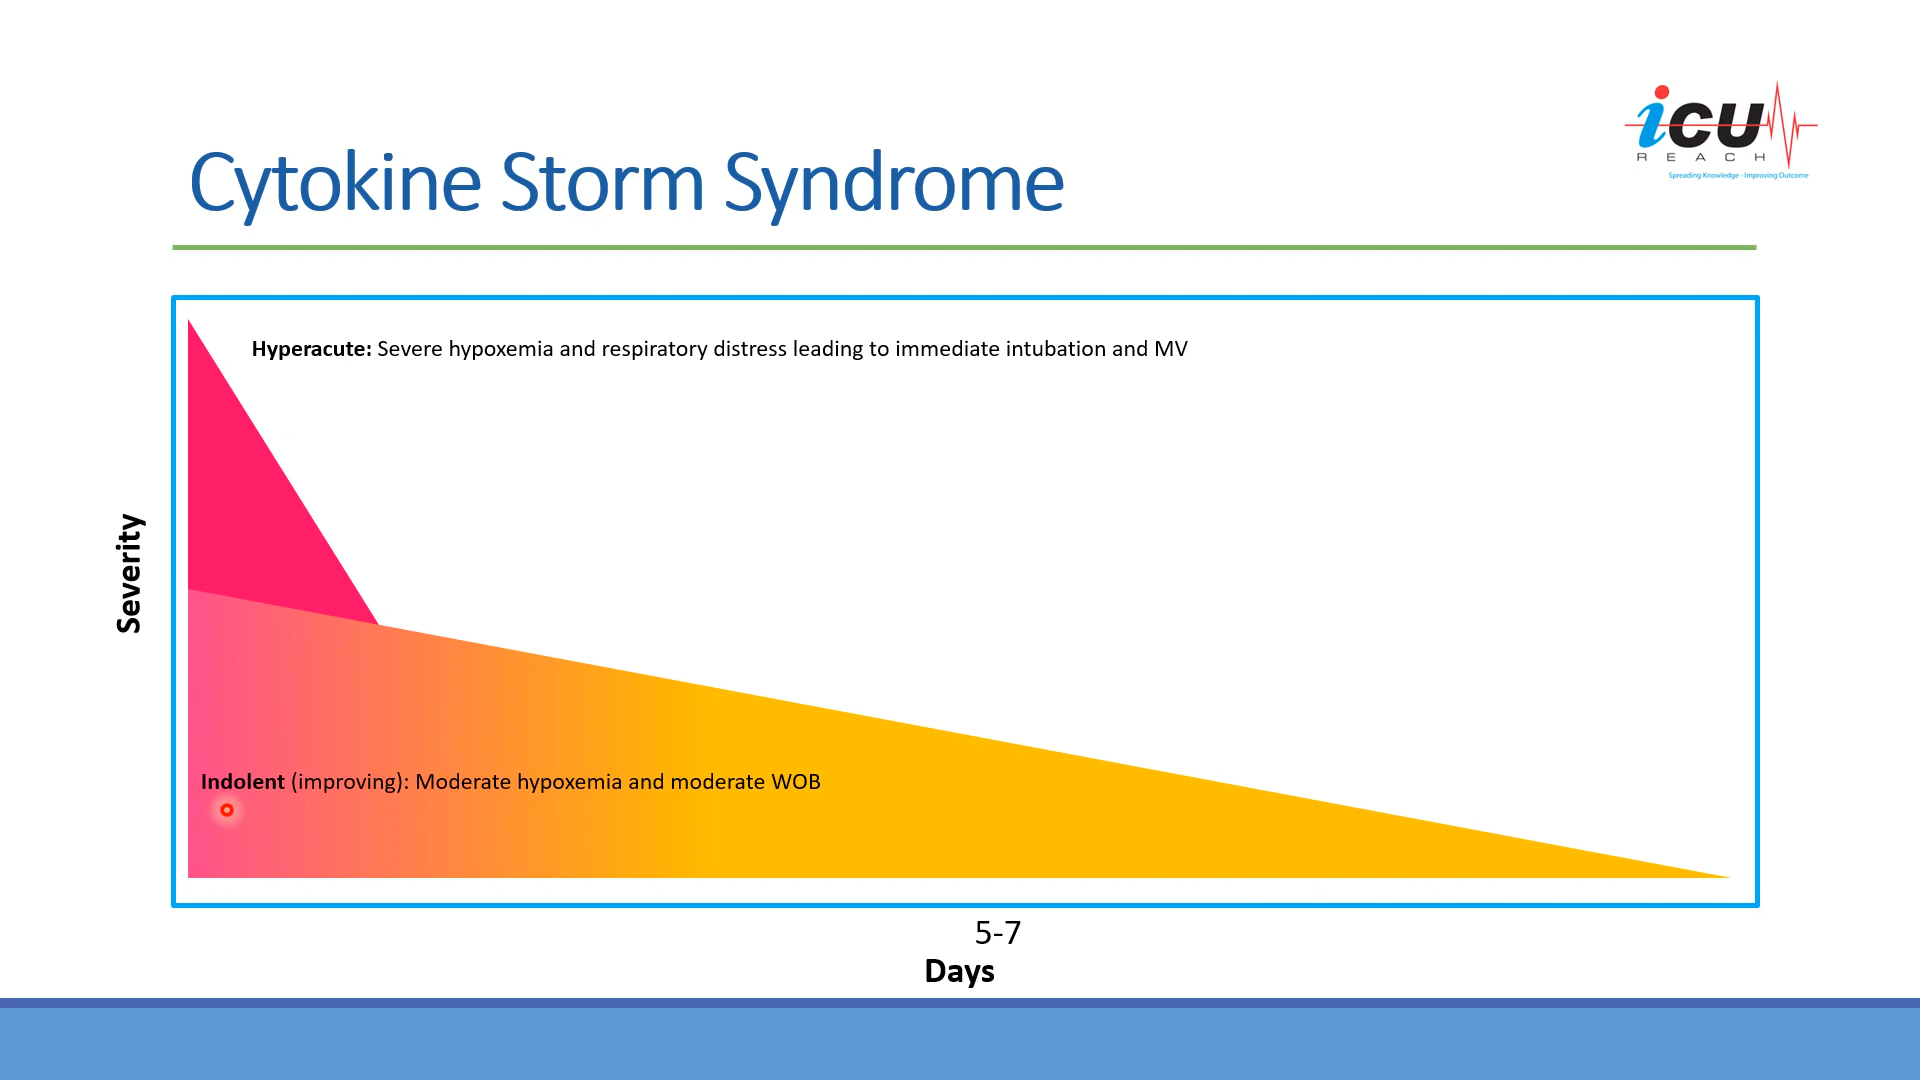 icu
REACH
Spreading Knowledge - Improving Outcome
Cytokine Storm Syndrome
Hyperacute: Severe hypoxemia and respiratory distress leading to immediate intubation and MV
Severity
Indolent (improving): Moderate hypoxemia and moderate WOB
5-7
Days